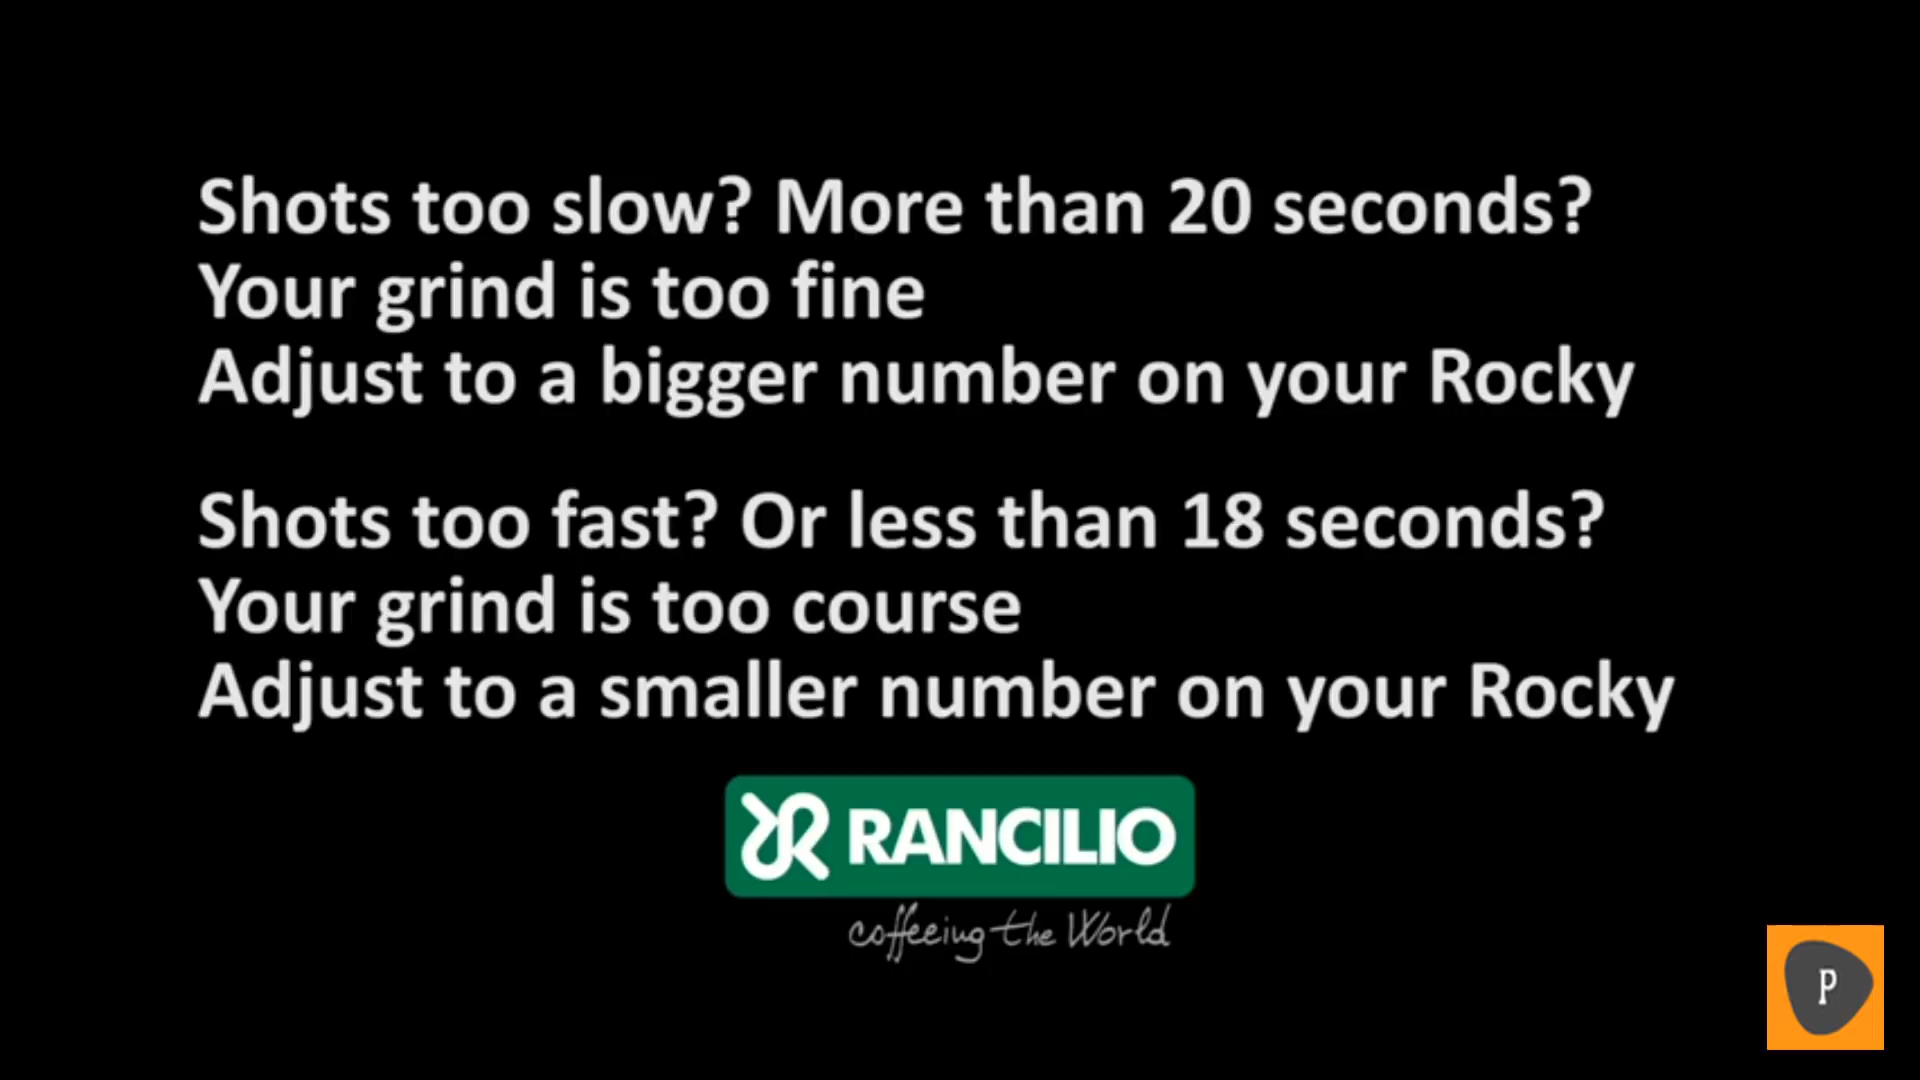 Shots too slow? More than 20 seconds?
Your grind is too fine
Adjust to a bigger number on your Rocky
Shots too fast? Or less than 18 seconds?
Your grind is too course
Adjust to a smaller number on your Rocky
RANCILIO
coffeeing the World
P